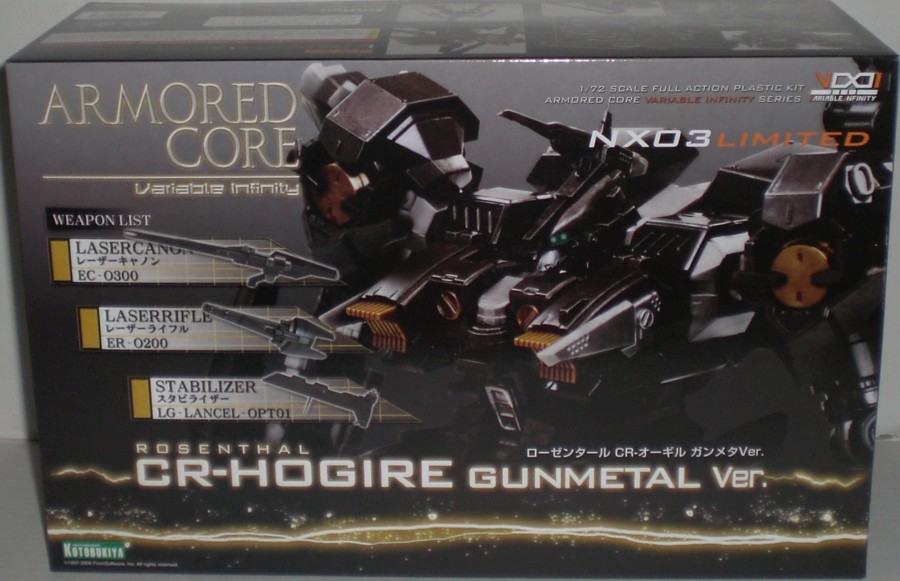 ARMORED
CORE
Variable Infinity
1/72 SCALE FULL ACTION PLASTIC KIT
ARMORED CORE VARIABLE INFINITY SERIES
VARIABLE INFINITY
NX03 LIMITED
WEAPON LIST
LASERCANON
レーザーキャノン
EC-O300
LASERRIFLE
レーザーライフル
ER-O200
STABILIZER
スタビライザー
LG-LANCEL-OPT01
ROSENTHAL
ローゼンタール CR-オーギル ガンメタVer.
CR-HOGIRE GUNMETAL Ver.
KOTOBUKIYA